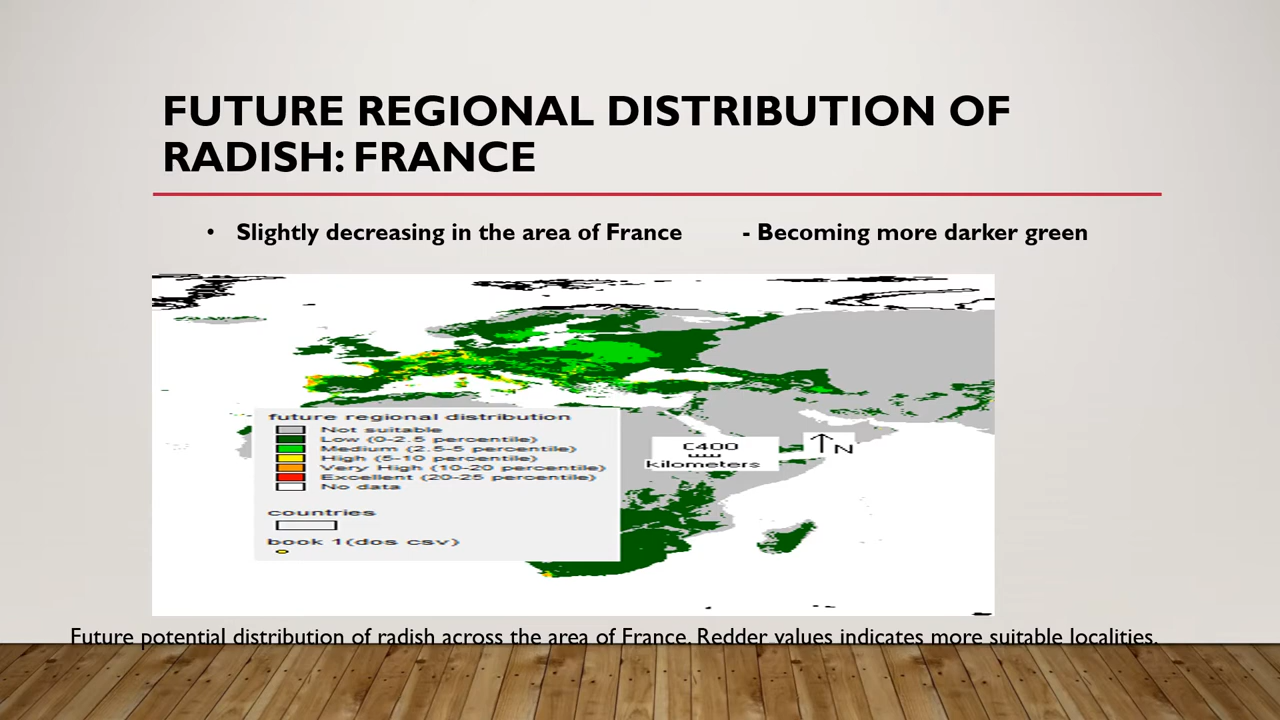 FUTURE REGIONAL DISTRIBUTION OF
RADISH: FRANCE
• Slightly decreasing in the area of France - Becoming more darker green
future regional distribution
Not suitable
Low (0-2.5 percentile)
Medium (2.5-5 percentile)
High (5-10 percentile)
Very High (10-20 percentile)
Excellent (20-25 percentile)
No data
countries
book 1(dos csv)
400
kilometers
N
Future potential distribution of radish across the area of France. Redder values indicates more suitable localities.